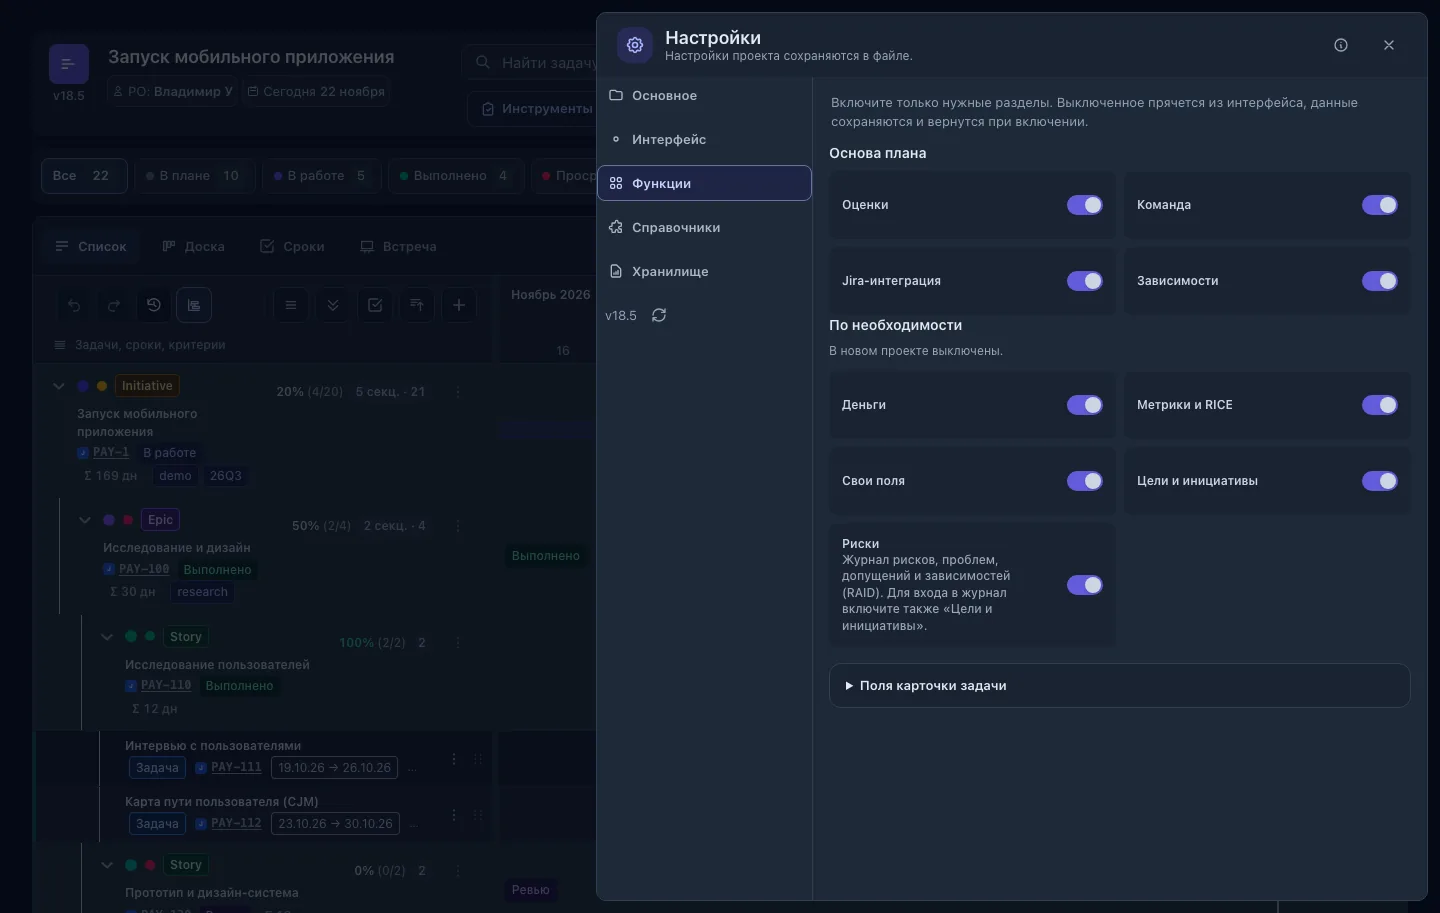 Запуск мобильного приложения
v18.5
PO: Владимир У
Сегодня 22 ноября
Найти задачу
Инструменты
Все 22
В плане 10
В работе 5
Выполнено 4
Список
Доска
Сроки
Встреча
Ноябрь 2026
Задачи, сроки, критерии
16
Initiative
20% (4/20) 5 секц. · 21
Запуск мобильного
приложения
PAY-1 В работе
Σ 169 дн demo 26Q3
Epic
50% (2/4) 2 секц. · 4
Исследование и дизайн
PAY-100 Выполнено
Σ 30 дн research
Выполнено
Story
100% (2/2) 2
Исследование пользователей
PAY-110 Выполнено
Σ 12 дн
Интервью с пользователями
Задача PAY-111 19.10.26 → 26.10.26 ...
Карта пути пользователя (CJM)
Задача PAY-112 23.10.26 → 30.10.26 ...
Story
0% (0/2) 2
Прототип и дизайн-система
Ревью
Настройки
Настройки проекта сохраняются в файле.
Основное
Интерфейс
Функции
Справочники
Хранилище
v18.5
Включите только нужные разделы. Выключенное прячется из интерфейса, данные
сохраняются и вернутся при включении.
Основа плана
Оценки
Команда
Jira-интеграция
Зависимости
По необходимости
В новом проекте выключены.
Деньги
Метрики и RICE
Свои поля
Цели и инициативы
Риски
Журнал рисков, проблем,
допущений и зависимостей
(RAID). Для входа в журнал
включите также «Цели и
инициативы».
Поля карточки задачи